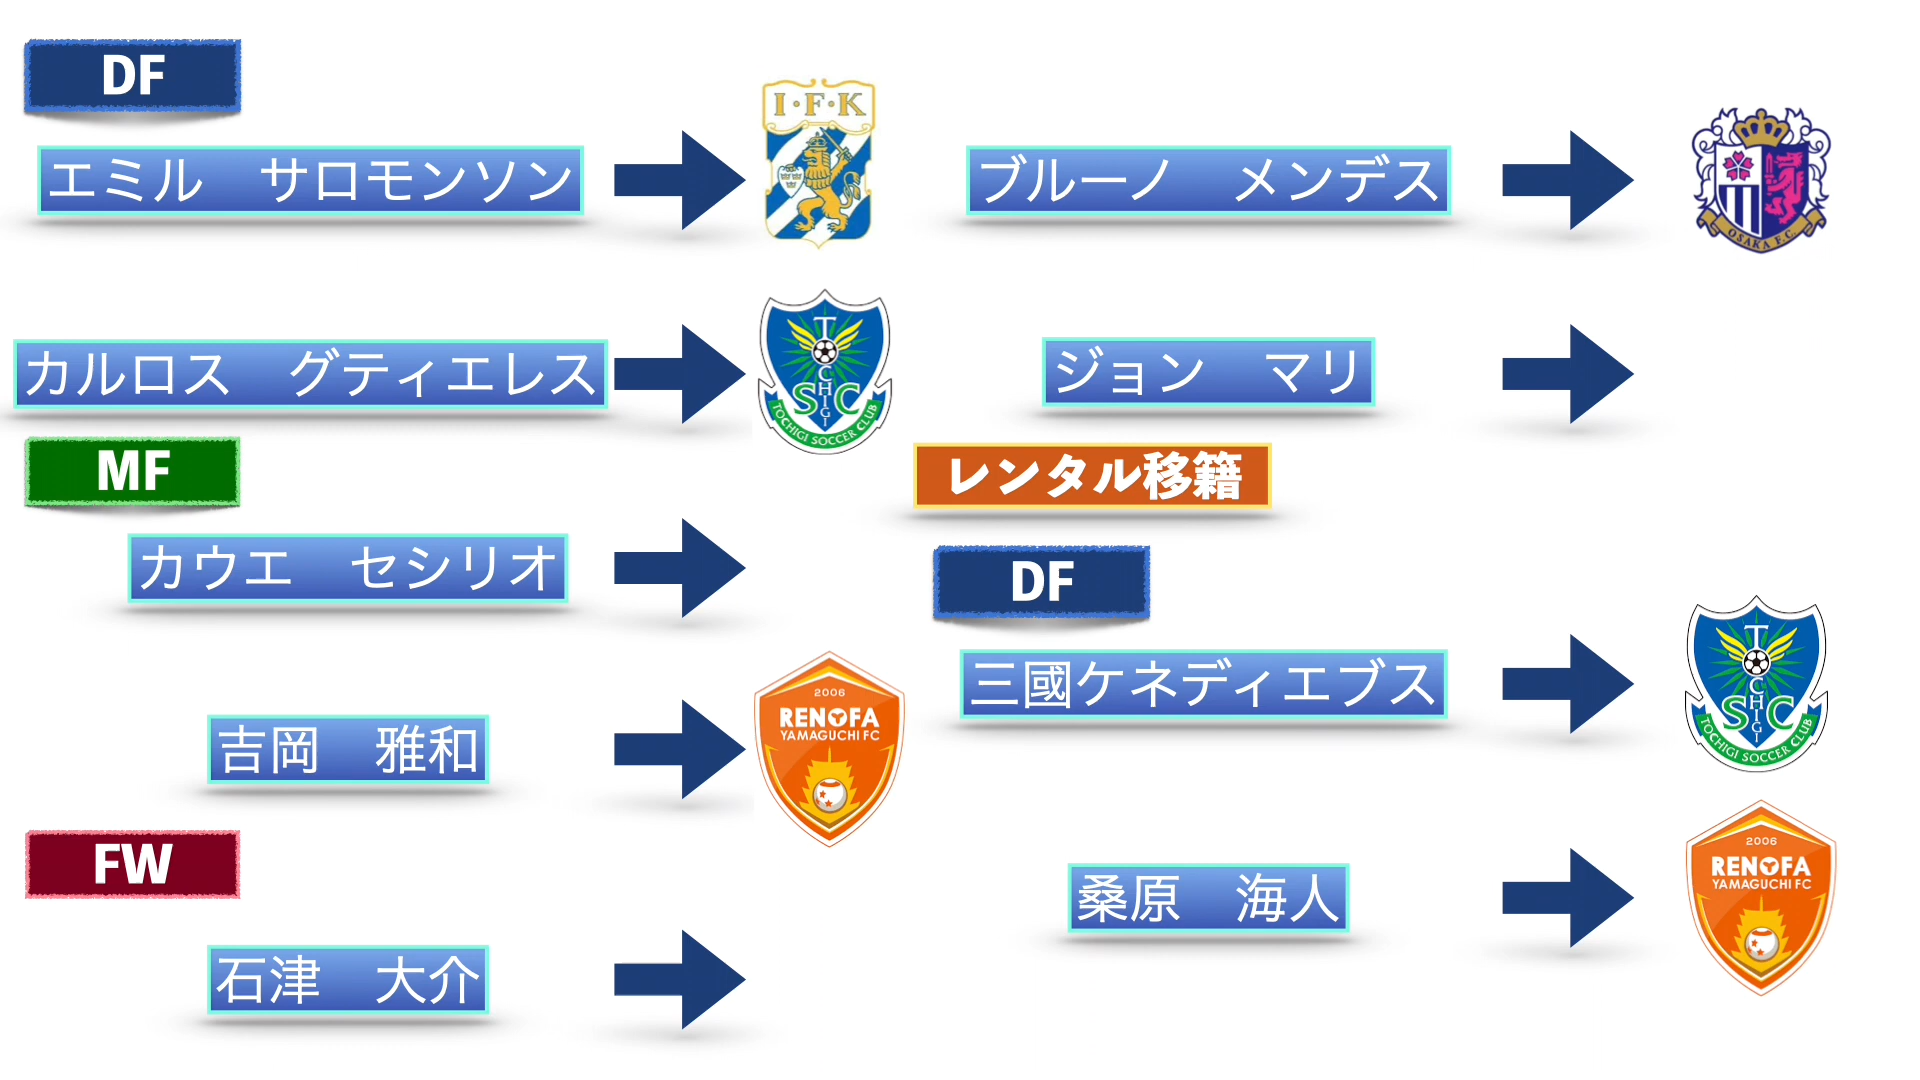 DF
エミル　サロモンソン
I・F・K
カルロス　グティエレス
TOCHIGI
SC
TOCHIGI SOCCER CLUB
MF
カウエ　セシリオ
吉岡　雅和
2006
RENOFA
YAMAGUCHI FC
FW
石津　大介
ブルーノ　メンデス
OSAKA F.C.
ジョン　マリ
レンタル移籍
DF
三國ケネディエブス
TOCHIGI
SC
TOCHIGI SOCCER CLUB
桑原　海人
2006
RENOFA
YAMAGUCHI FC